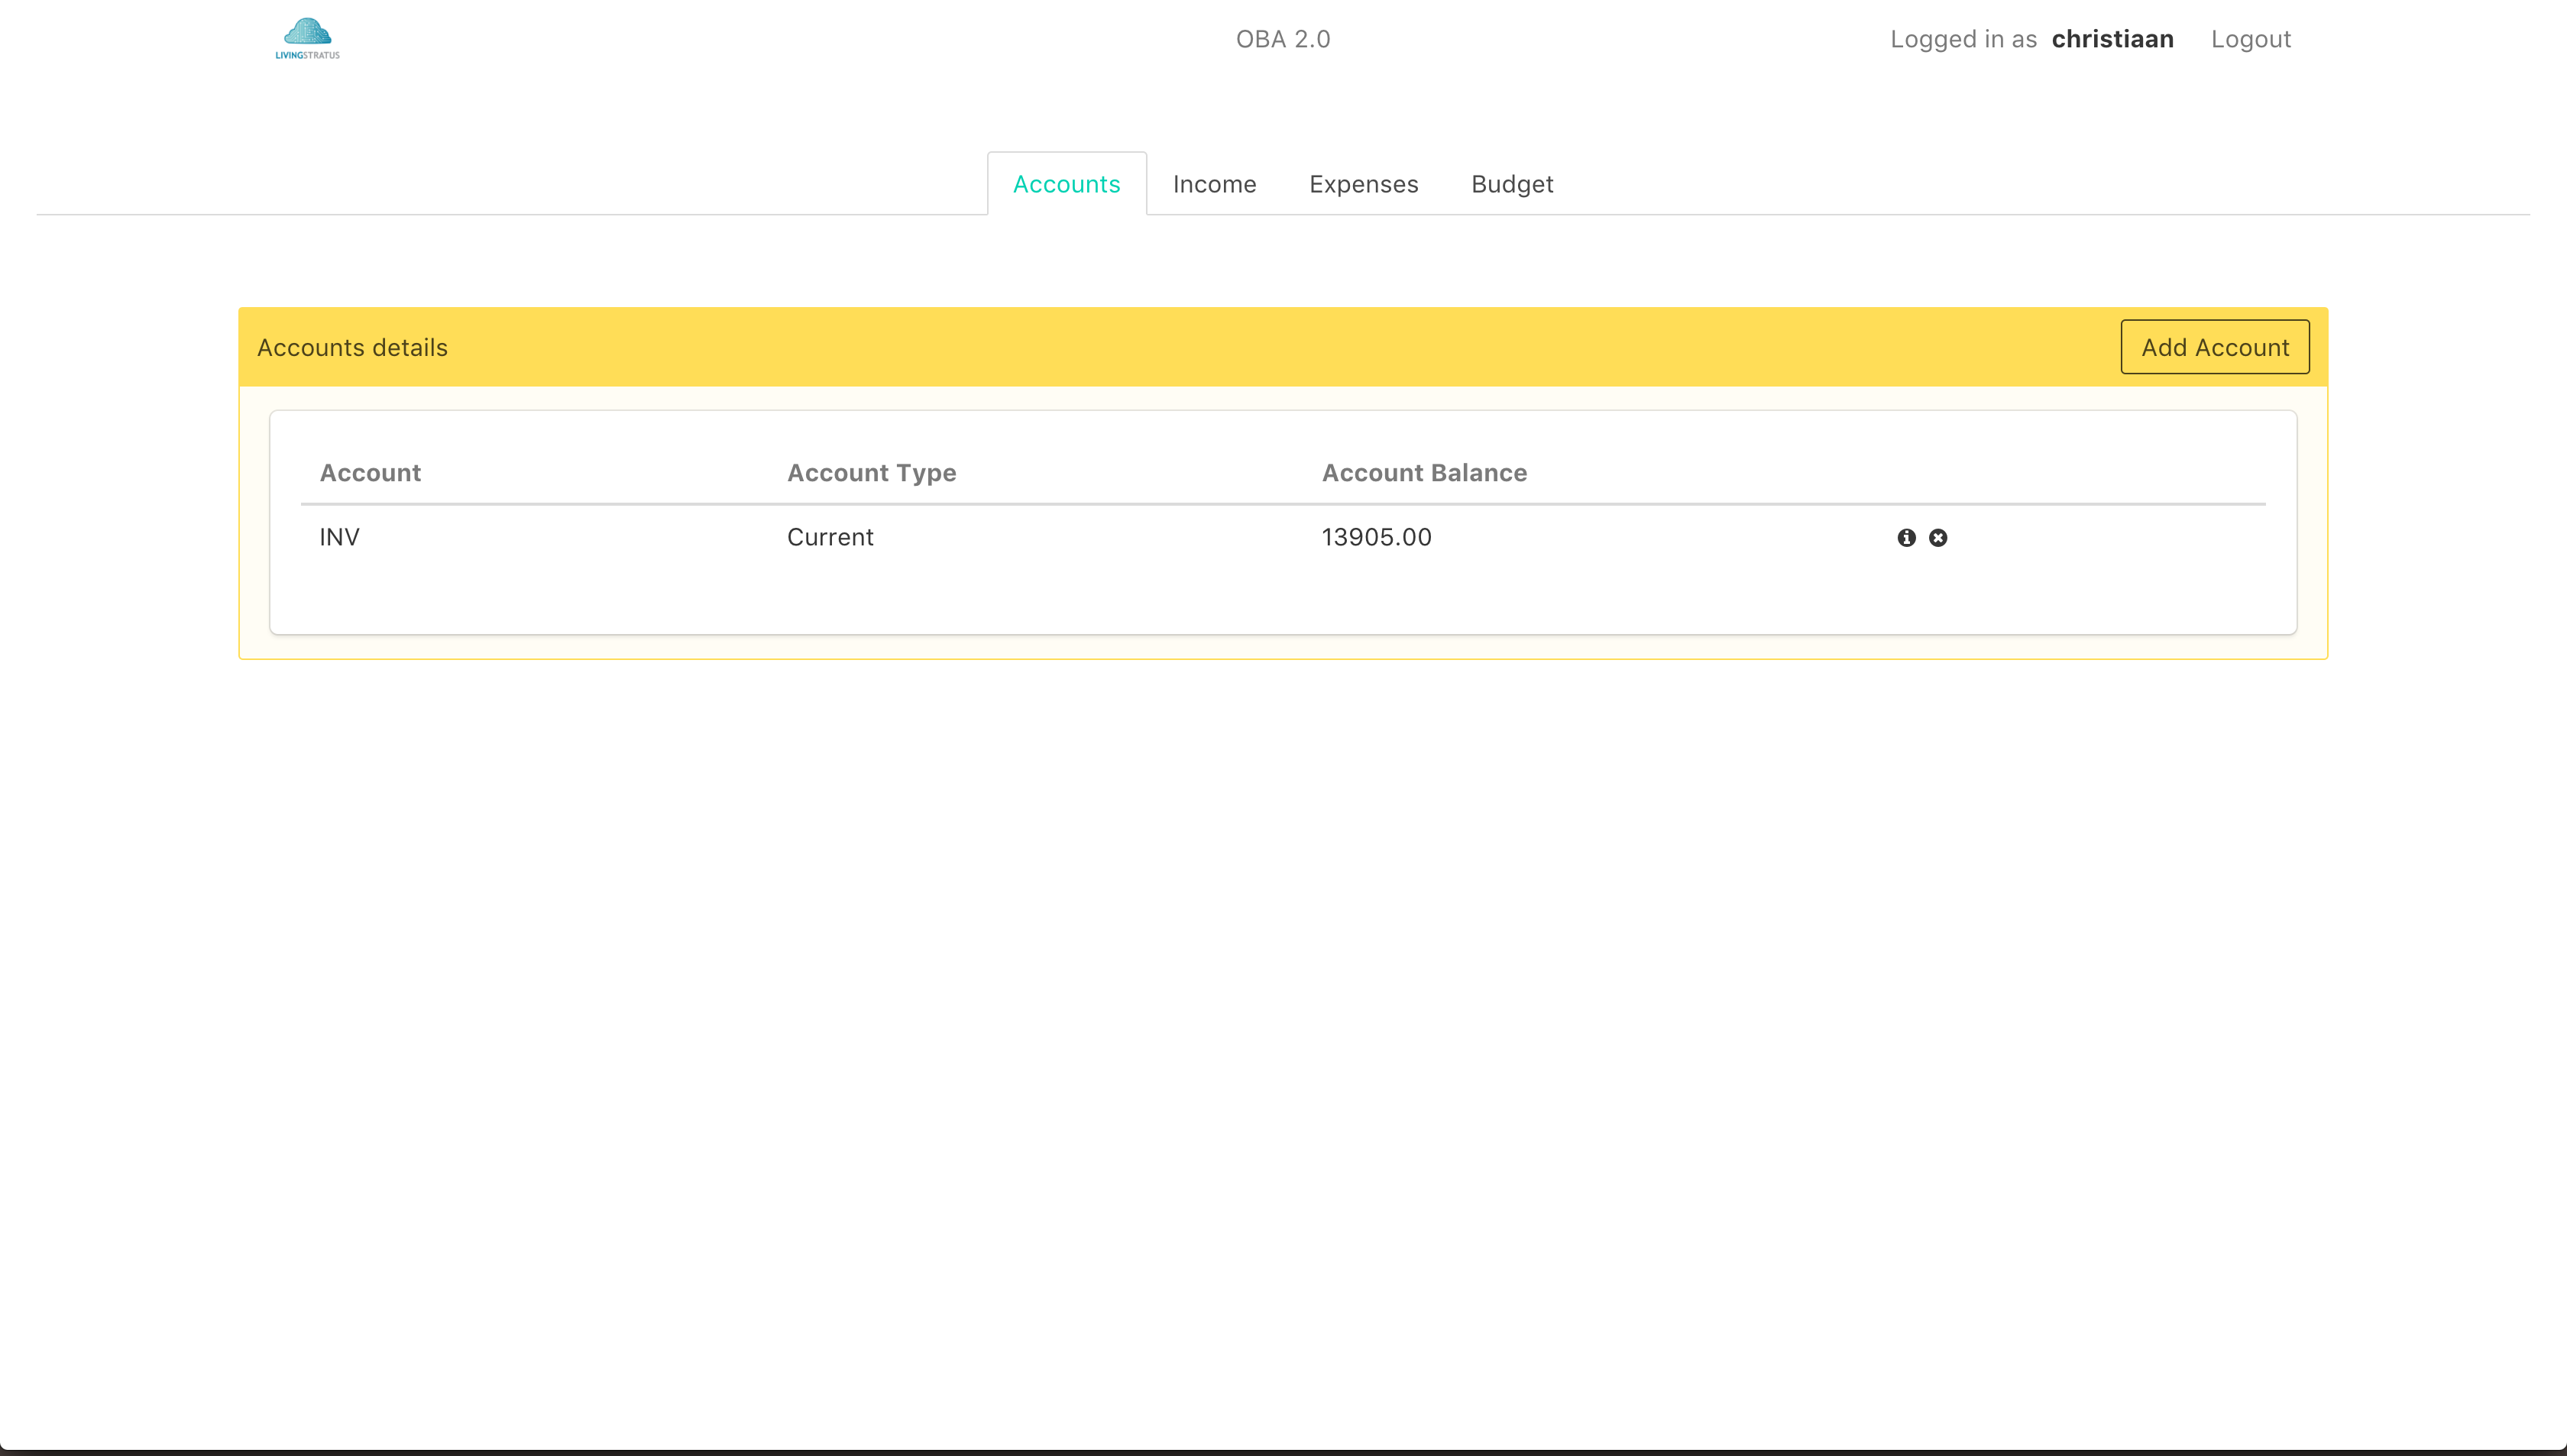 LIVINGSTRATUS
OBA 2.0
Logged in as christiaan Logout
Accounts Income Expenses Budget
Accounts details Add Account
Account Account Type Account Balance
INV Current 13905.00